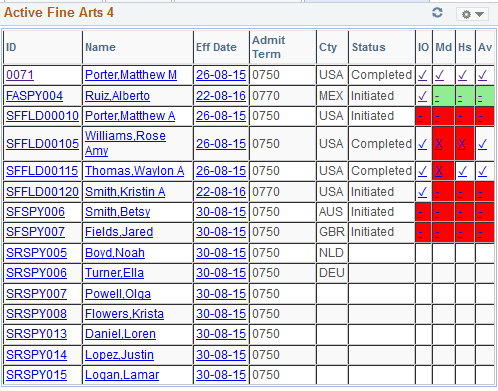 Active Fine Arts 4
ID Name Eff Date Admit Term Cty Status IO Md Hs Av
0071 Porter,Matthew M 26-08-15 0750 USA Completed ✓ ✓ ✓ ✓
FASPY004 Ruiz,Alberto 22-08-16 0770 MEX Initiated ✓ - - -
SFFLD00010 Porter,Matthew A 26-08-15 0750 USA Initiated - - - -
SFFLD00105 Williams,Rose Amy 26-08-15 0750 USA Completed ✓ X X ✓
SFFLD00115 Thomas,Waylon A 26-08-15 0750 USA Completed ✓ X ✓ ✓
SFFLD00120 Smith,Kristin A 22-08-16 0770 USA Initiated ✓ - - -
SFSPY006 Smith,Betsy 30-08-15 0750 AUS Initiated - - - -
SFSPY007 Fields,Jared 30-08-15 0750 GBR Initiated - - - -
SRSPY005 Boyd,Noah 30-08-15 0750 NLD
SRSPY006 Turner,Ella 30-08-15 0750 DEU
SRSPY007 Powell,Olga 30-08-15 0750
SRSPY008 Flowers,Krista 30-08-15 0750
SRSPY013 Daniel,Loren 30-08-15 0750
SRSPY014 Lopez,Justin 30-08-15 0750
SRSPY015 Logan,Lamar 30-08-15 0750